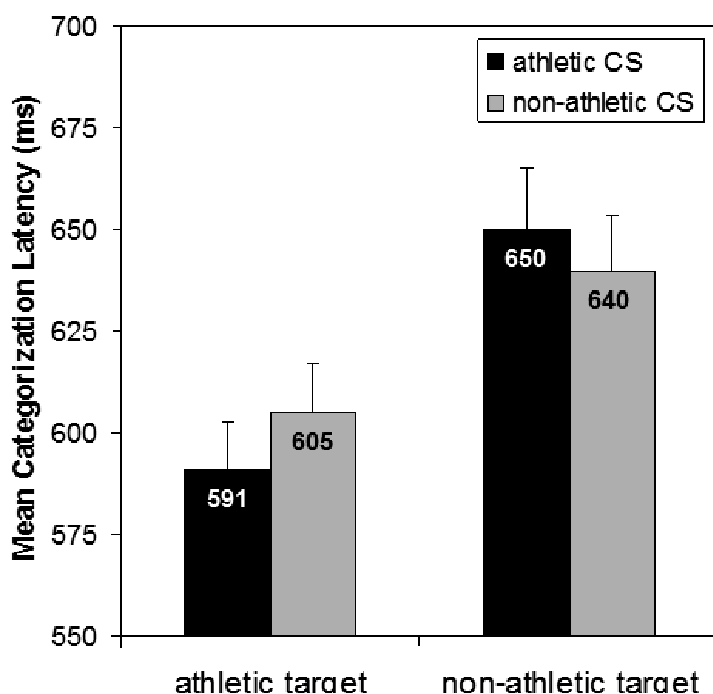 700
675
650
625
600
575
550
Mean Categorization Latency (ms)
athletic CS
non-athletic CS
591
605
650
640
athletic target
non-athletic target